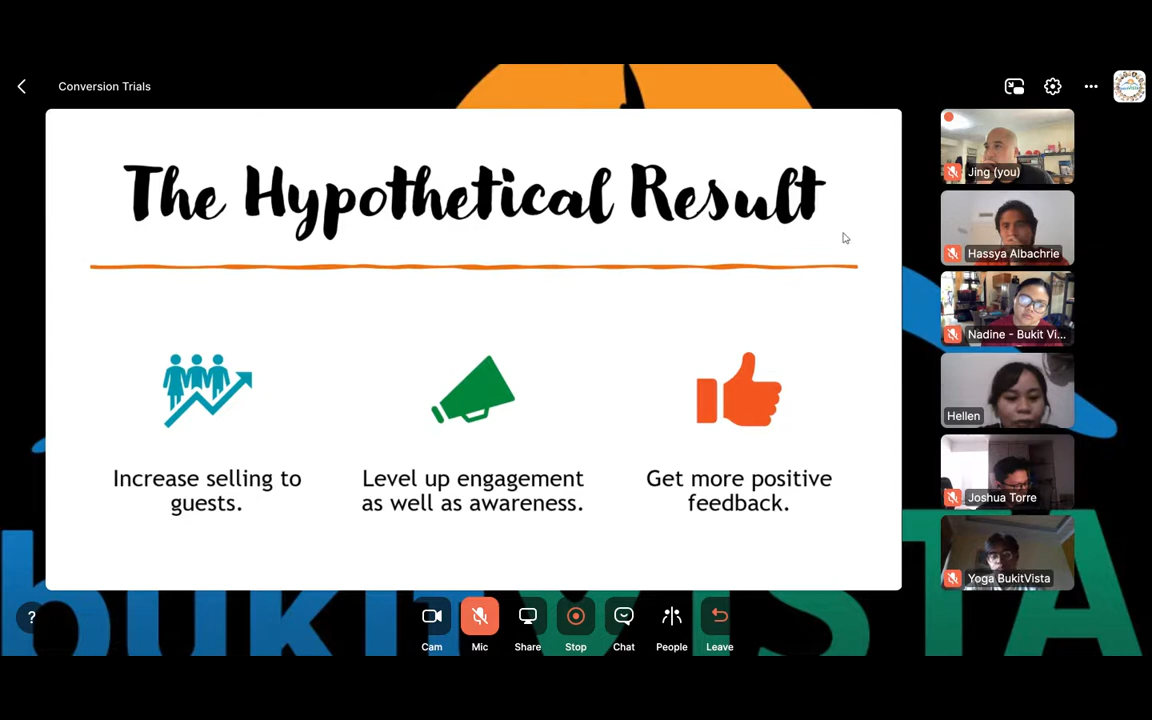 Conversion Trials
The Hypothetical Result
Increase selling to
guests.
Level up engagement
as well as awareness.
Get more positive
feedback.
Jing (you)
Hassya Albachrie
Nadine - Bukit Vi...
Hellen
Joshua Torre
Yoga BukitVista
bukit VISTA
?
Cam
Mic
Share
Stop
Chat
People
Leave